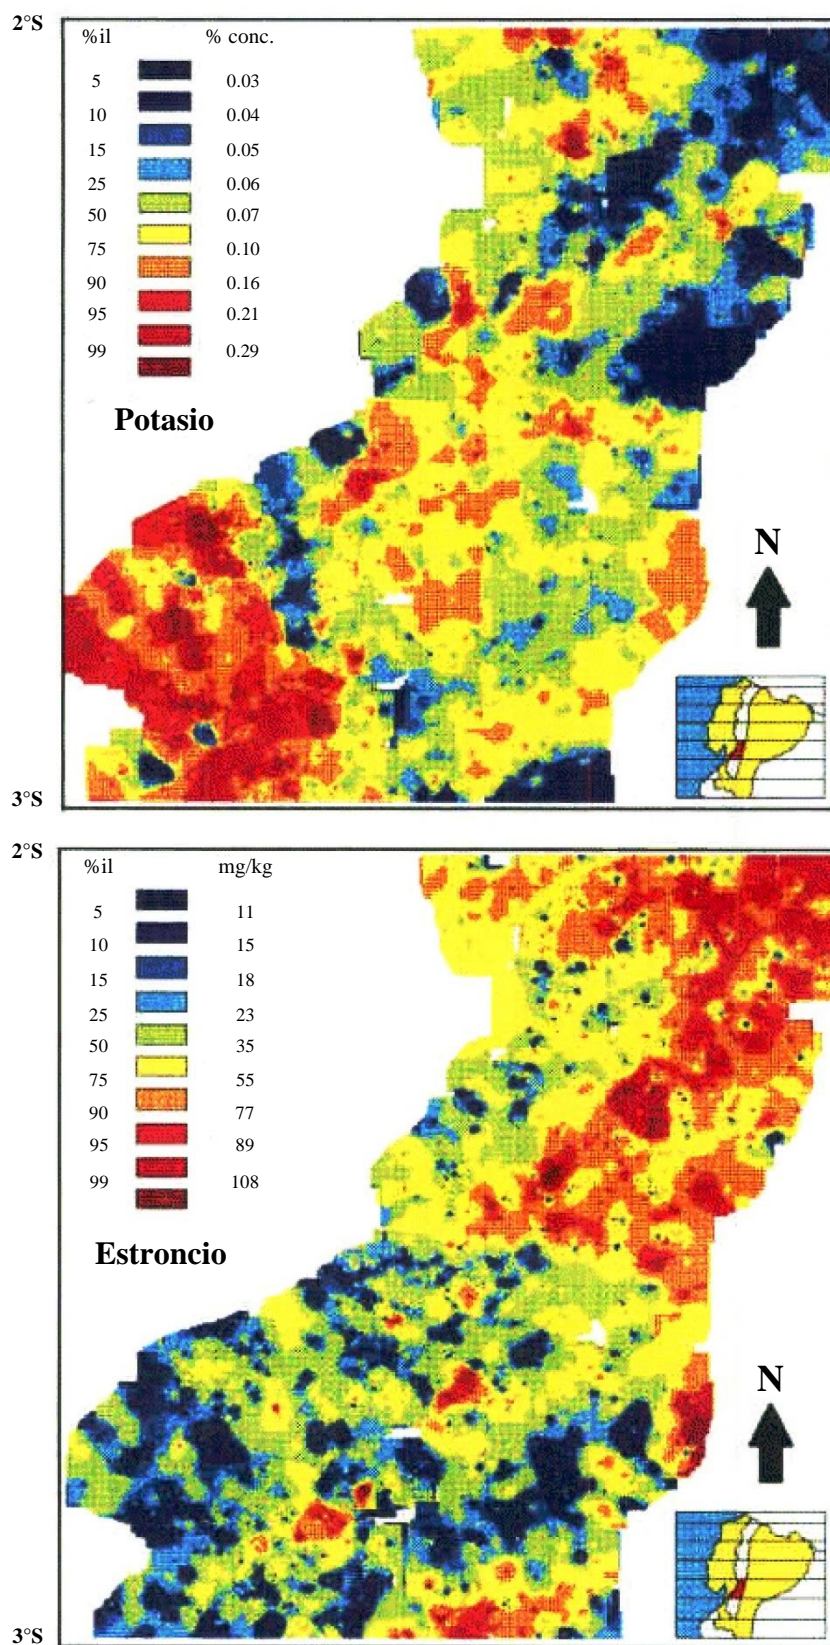 2°S
%il % conc.
5 0.03
10 0.04
15 0.05
25 0.06
50 0.07
75 0.10
90 0.16
95 0.21
99 0.29
Potasio
N
3°S
2°S
%il mg/kg
5 11
10 15
15 18
25 23
50 35
75 55
90 77
95 89
99 108
Estroncio
N
3°S